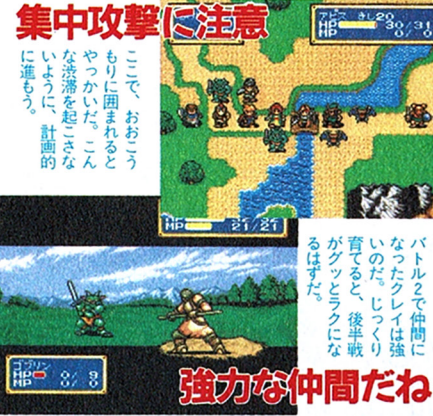 集中攻撃に注意
HP 30/31
MP 0/0
ここで、おおこう
もりに囲まれると
やっかいだ。こん
な渋滞を起こさな
いように、計画的
に進もう。
MP 21/21
バトル2で仲間に
なったクレイは強
いのだ。じっくり
育てると、後半戦
がグッとラクにな
るはずだ。
ゴブリン
HP 0/9
MP 0/0
強力な仲間だね